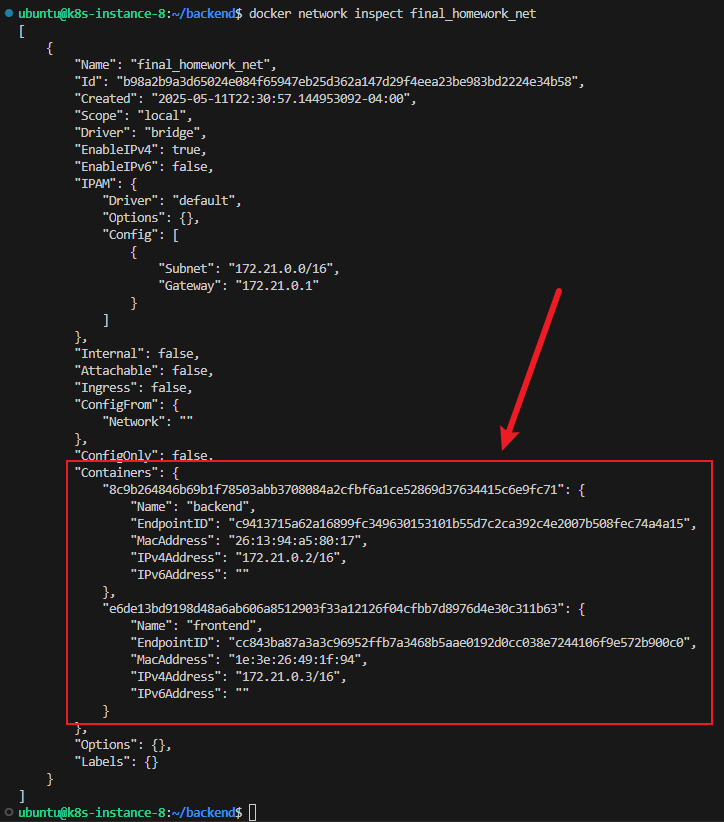 ubuntu@k8s-instance-8:~/backend$ docker network inspect final_homework_net
[
    {
        "Name": "final_homework_net",
        "Id": "b98a2b9a3d65024e084f65947eb25d362a147d29f4eea23be983bd2224e34b58",
        "Created": "2025-05-11T22:30:57.144953092-04:00",
        "Scope": "local",
        "Driver": "bridge",
        "EnableIPv4": true,
        "EnableIPv6": false,
        "IPAM": {
            "Driver": "default",
            "Options": {},
            "Config": [
                {
                    "Subnet": "172.21.0.0/16",
                    "Gateway": "172.21.0.1"
                }
            ]
        },
        "Internal": false,
        "Attachable": false,
        "Ingress": false,
        "ConfigFrom": {
            "Network": ""
        },
        "ConfigOnly": false,
        "Containers": {
            "8c9b264846b69b1f78503abb3708084a2cfbf6a1ce52869d37634415c6e9fc71": {
                "Name": "backend",
                "EndpointID": "c9413715a62a16899fc349630153101b55d7c2ca392c4e2007b508fec74a4a15",
                "MacAddress": "26:13:94:a5:80:17",
                "IPv4Address": "172.21.0.2/16",
                "IPv6Address": ""
            },
            "e6de13bd9198d48a6ab606a8512903f33a12126f04cfbb7d8976d4e30c311b63": {
                "Name": "frontend",
                "EndpointID": "cc843ba87a3a3c96952ffb7a3468b5aae0192d0cc038e7244106f9e572b900c0",
                "MacAddress": "1e:3e:26:49:1f:94",
                "IPv4Address": "172.21.0.3/16",
                "IPv6Address": ""
            }
        },
        "Options": {},
        "Labels": {}
    }
]
ubuntu@k8s-instance-8:~/backend$